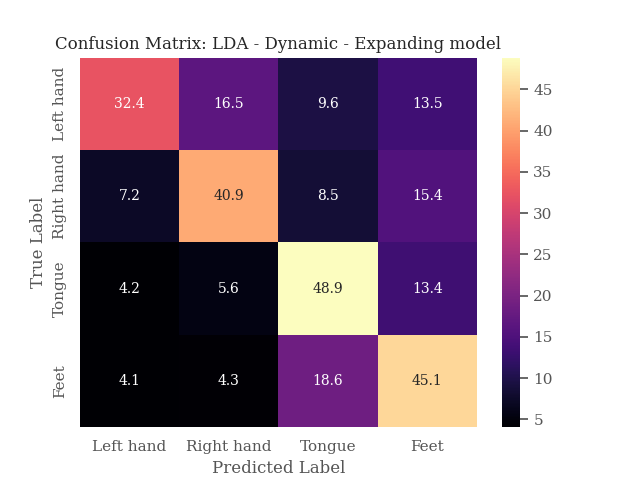 Confusion Matrix: LDA - Dynamic - Expanding model
True Label
Left hand
32.4 16.5 9.6 13.5
Right hand
7.2 40.9 8.5 15.4
Tongue
4.2 5.6 48.9 13.4
Feet
4.1 4.3 18.6 45.1
Left hand Right hand Tongue Feet
Predicted Label
45
40
35
30
25
20
15
10
5